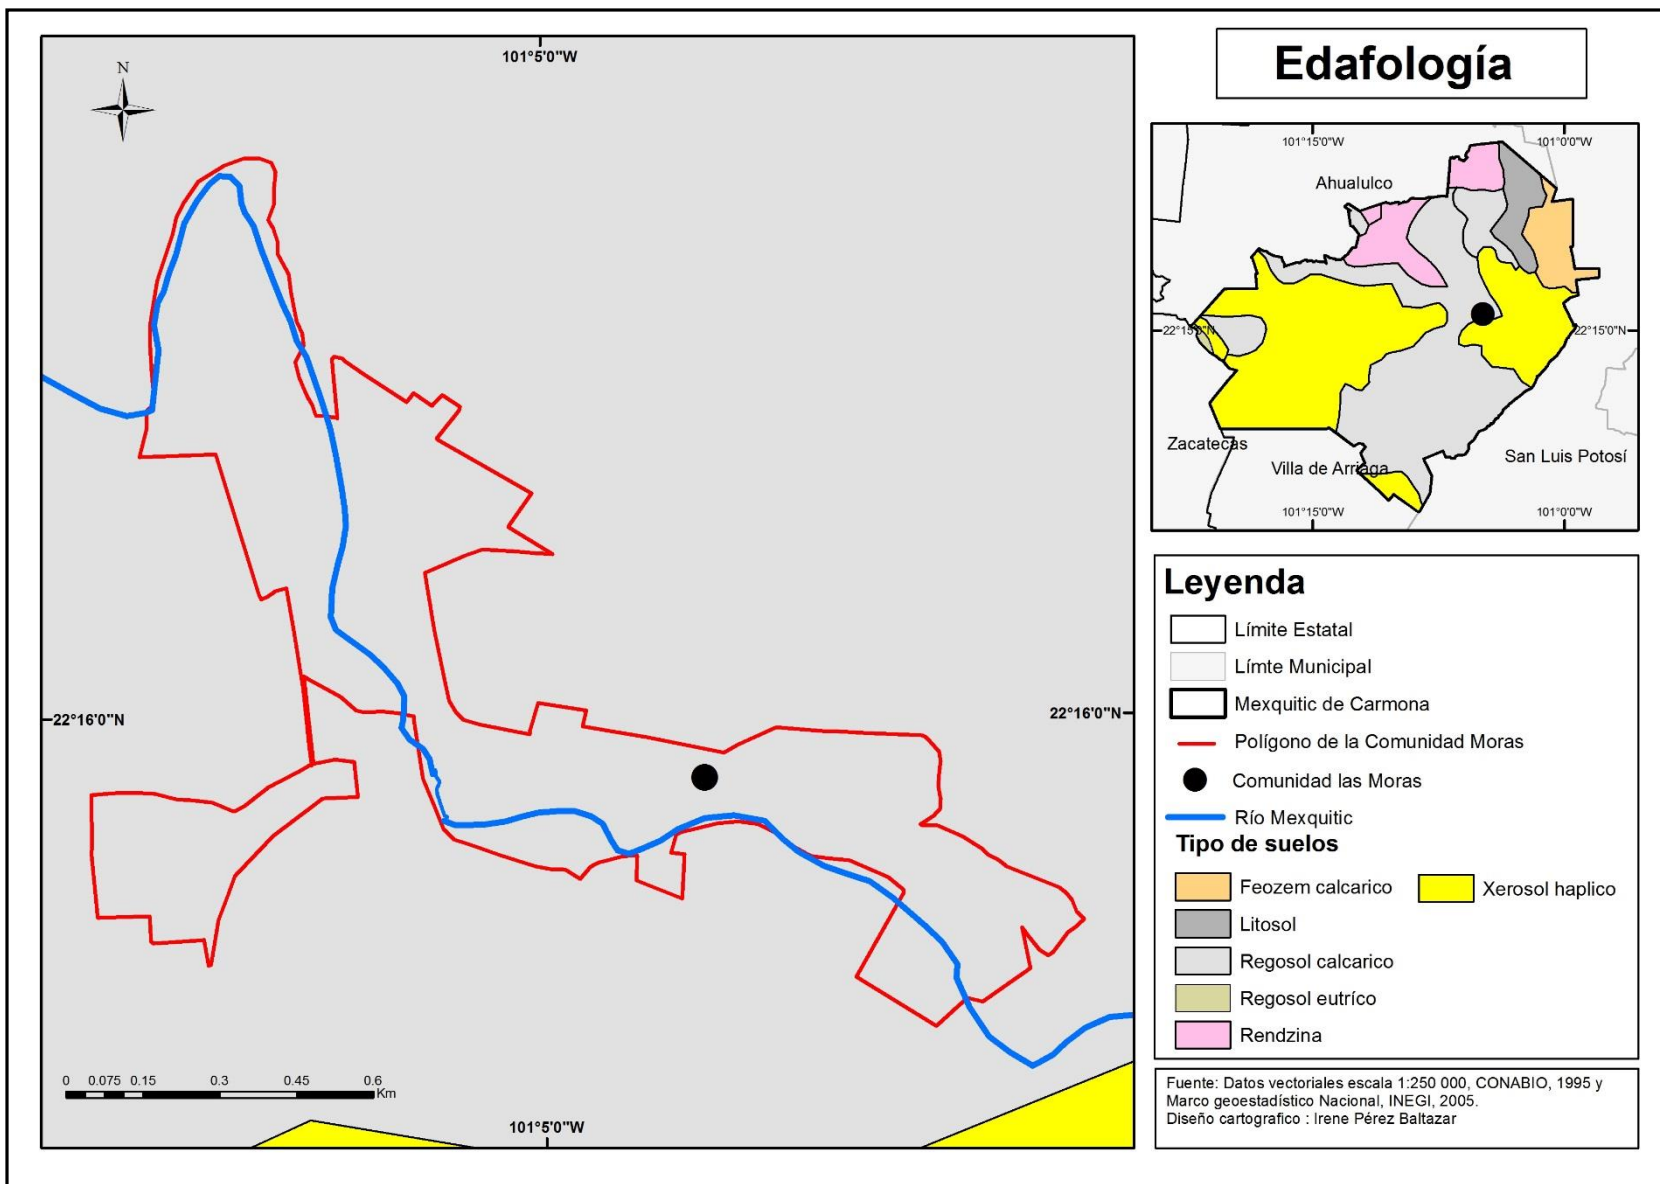 Edafología
101°5'0"W
N
22°16'0"N
22°16'0"N
0 0.075 0.15 0.3 0.45 0.6
Km
101°5'0"W
101°15'0"W
101°0'0"W
Ahualulco
22°15'0"N
22°15'0"N
Zacatecas
Villa de Arriaga
San Luis Potosí
101°15'0"W
101°0'0"W
Leyenda
Límite Estatal
Límte Municipal
Mexquitic de Carmona
Polígono de la Comunidad Moras
Comunidad las Moras
Río Mexquitic
Tipo de suelos
Feozem calcarico
Xerosol haplico
Litosol
Regosol calcarico
Regosol eutríco
Rendzina
Fuente: Datos vectoriales escala 1:250 000, CONABIO, 1995 y
Marco geoestadístico Nacional, INEGI, 2005.
Diseño cartografico : Irene Pérez Baltazar